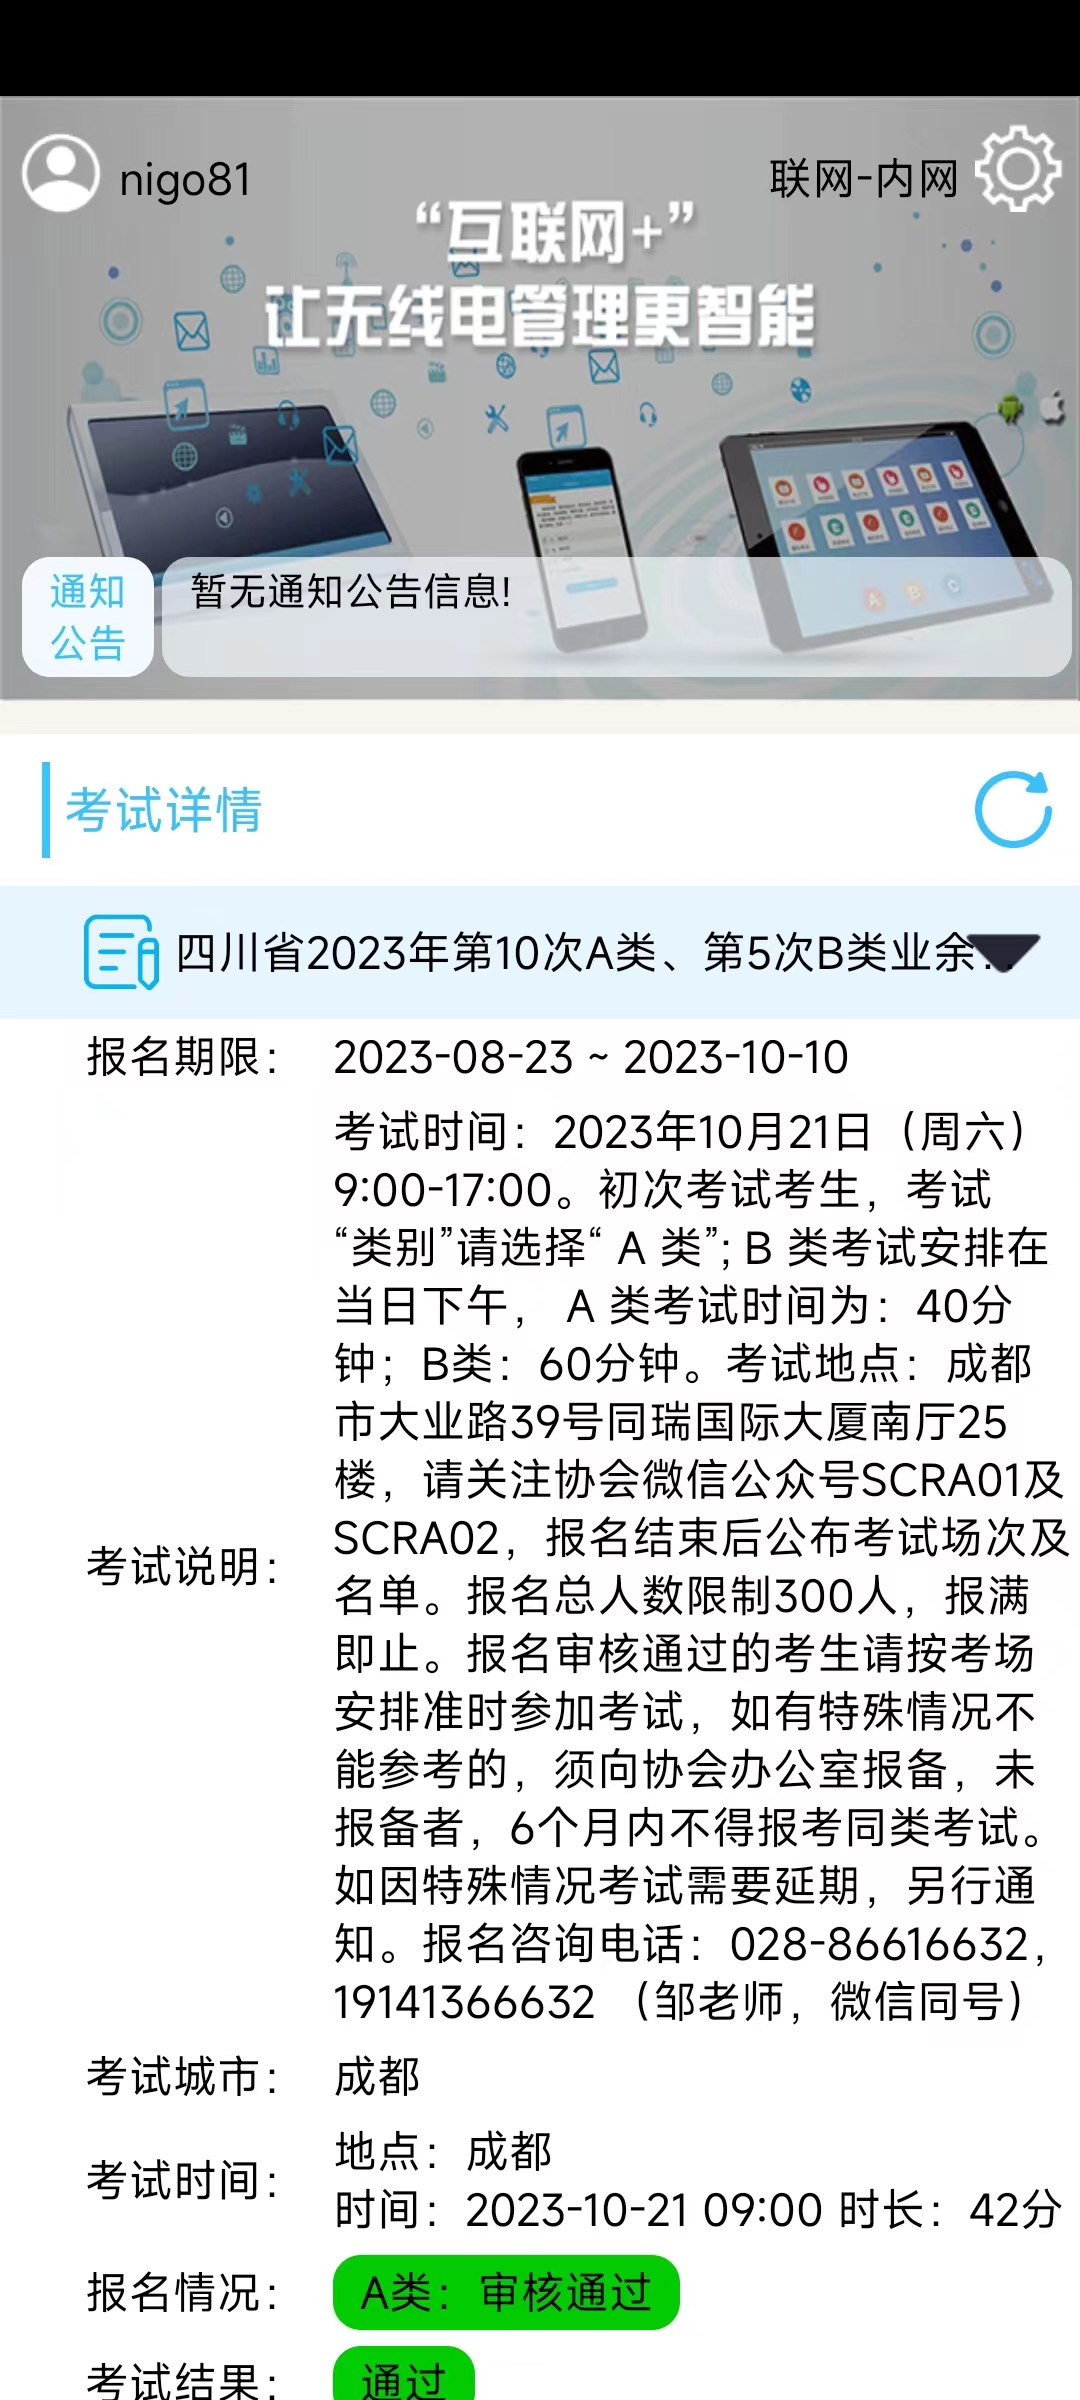 nigo81
联网-内网
“互联网+”
让无线电管理更智能
通知
公告
暂无通知公告信息!
考试详情
四川省2023年第10次A类、第5次B类业余...
报名期限：
2023-08-23 ~ 2023-10-10
考试说明：
考试时间：2023年10月21日（周六）
9:00-17:00。初次考试考生，考试
“类别”请选择“ A 类”; B 类考试安排在
当日下午， A 类考试时间为：40分
钟；B类：60分钟。考试地点：成都
市大业路39号同瑞国际大厦南厅25
楼，请关注协会微信公众号SCRA01及
SCRA02，报名结束后公布考试场次及
名单。报名总人数限制300人，报满
即止。报名审核通过的考生请按考场
安排准时参加考试，如有特殊情况不
能参考的，须向协会办公室报备，未
报备者，6个月内不得报考同类考试。
如因特殊情况考试需要延期，另行通
知。报名咨询电话：028-86616632，
19141366632 （邹老师，微信同号）
考试城市：
成都
考试时间：
地点：成都
时间：2023-10-21 09:00 时长：42分
报名情况：
A类：审核通过
考试结果：
通过